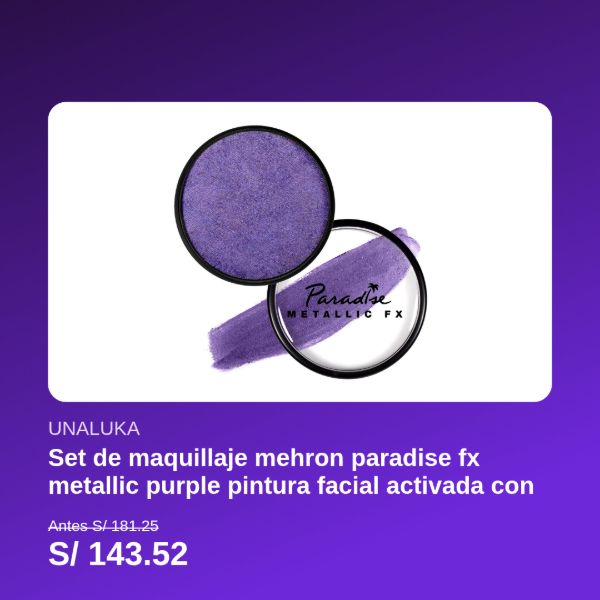 Paradise
METALLIC FX
UNALUKA
Set de maquillaje mehron paradise fx
metallic purple pintura facial activada con
Antes S/ 181.25
S/ 143.52